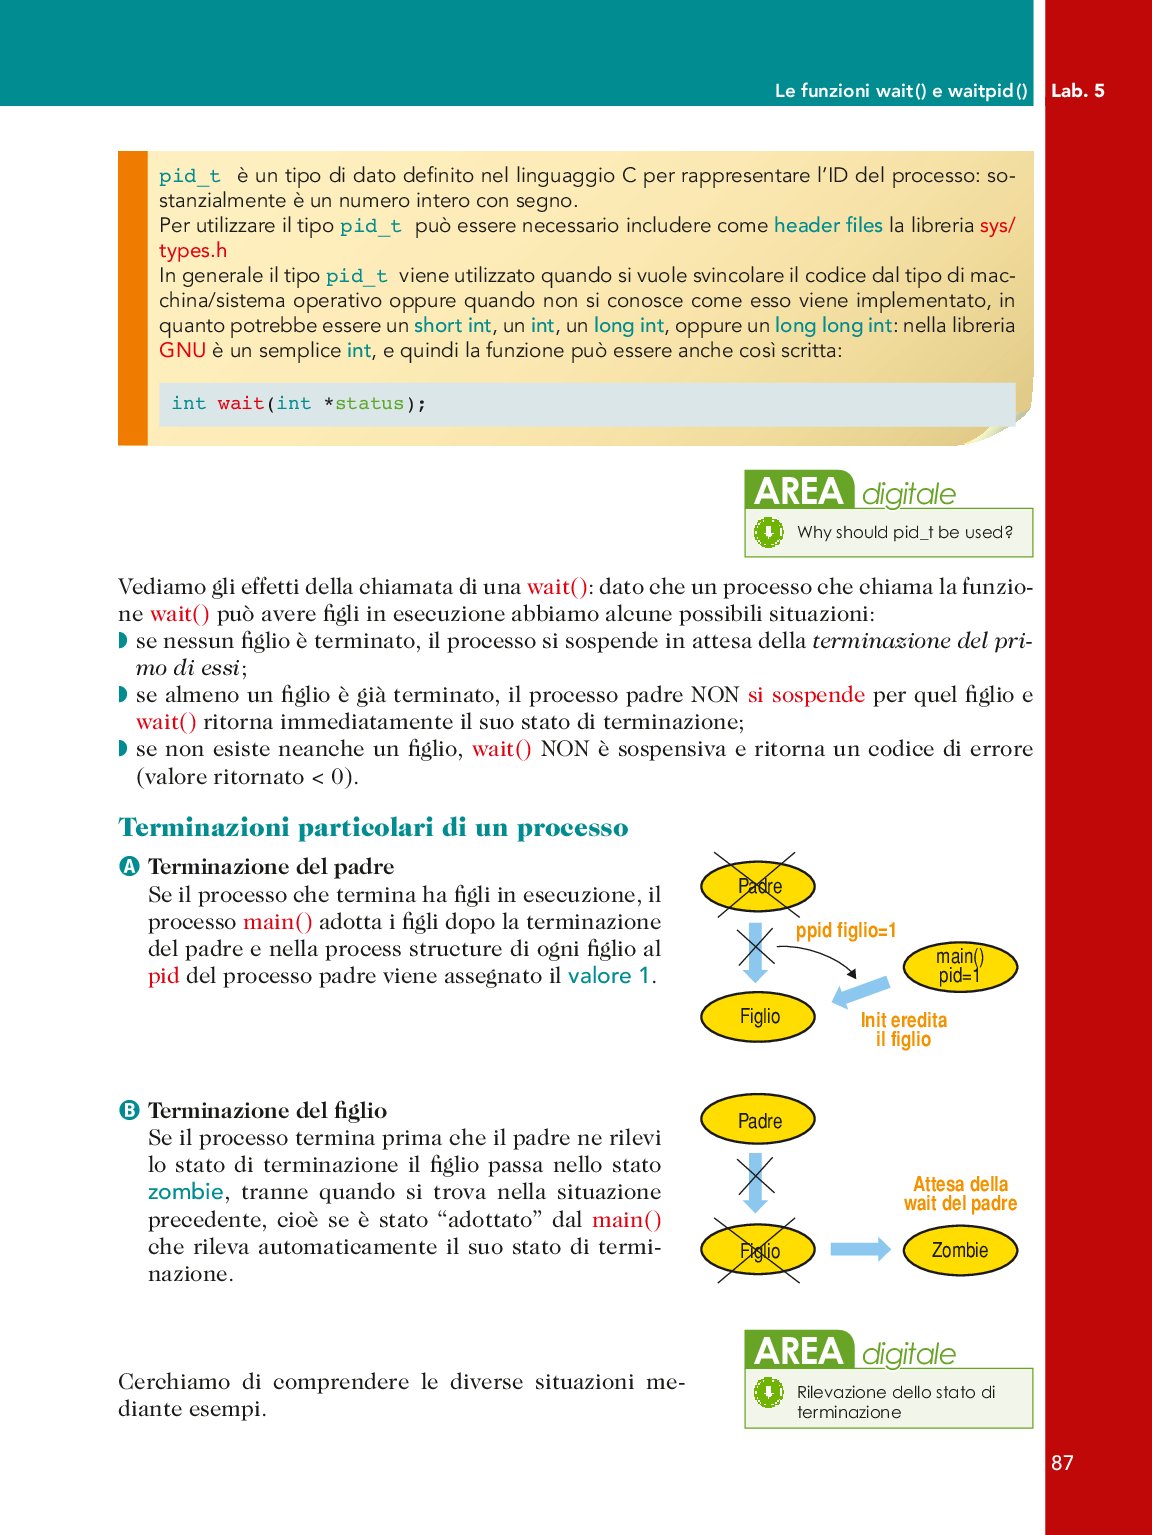 Le funzioni wait() e waitpid() Lab. 5
pid_t è un tipo di dato definito nel linguaggio C per rappresentare l'ID del processo: so-
stanzialmente è un numero intero con segno.
Per utilizzare il tipo pid_t può essere necessario includere come header files la libreria sys/
types.h
In generale il tipo pid_t viene utilizzato quando si vuole svincolare il codice dal tipo di mac-
china/sistema operativo oppure quando non si conosce come esso viene implementato, in
quanto potrebbe essere un short int, un int, un long int, oppure un long long int: nella libreria
GNU è un semplice int, e quindi la funzione può essere anche così scritta:
int wait(int *status);
AREA digitale
Why should pid_t be used?
Vediamo gli effetti della chiamata di una wait(): dato che un processo che chiama la funzio-
ne wait() può avere figli in esecuzione abbiamo alcune possibili situazioni:
se nessun figlio è terminato, il processo si sospende in attesa della terminazione del pri-
mo di essi;
se almeno un figlio è già terminato, il processo padre NON si sospende per quel figlio e
wait() ritorna immediatamente il suo stato di terminazione;
se non esiste neanche un figlio, wait() NON è sospensiva e ritorna un codice di errore
(valore ritornato < 0).
Terminazioni particolari di un processo
A Terminazione del padre
Se il processo che termina ha figli in esecuzione, il
processo main() adotta i figli dopo la terminazione
del padre e nella process structure di ogni figlio al
pid del processo padre viene assegnato il valore 1.
Padre
ppid figlio=1
main()
pid=1
Figlio
Init eredita
il figlio
B Terminazione del figlio
Se il processo termina prima che il padre ne rilevi
lo stato di terminazione il figlio passa nello stato
zombie, tranne quando si trova nella situazione
precedente, cioè se è stato “adottato” dal main()
che rileva automaticamente il suo stato di termi-
nazione.
Padre
Attesa della
wait del padre
Figlio
Zombie
AREA digitale
Rilevazione dello stato di
terminazione
Cerchiamo di comprendere le diverse situazioni me-
diante esempi.
87